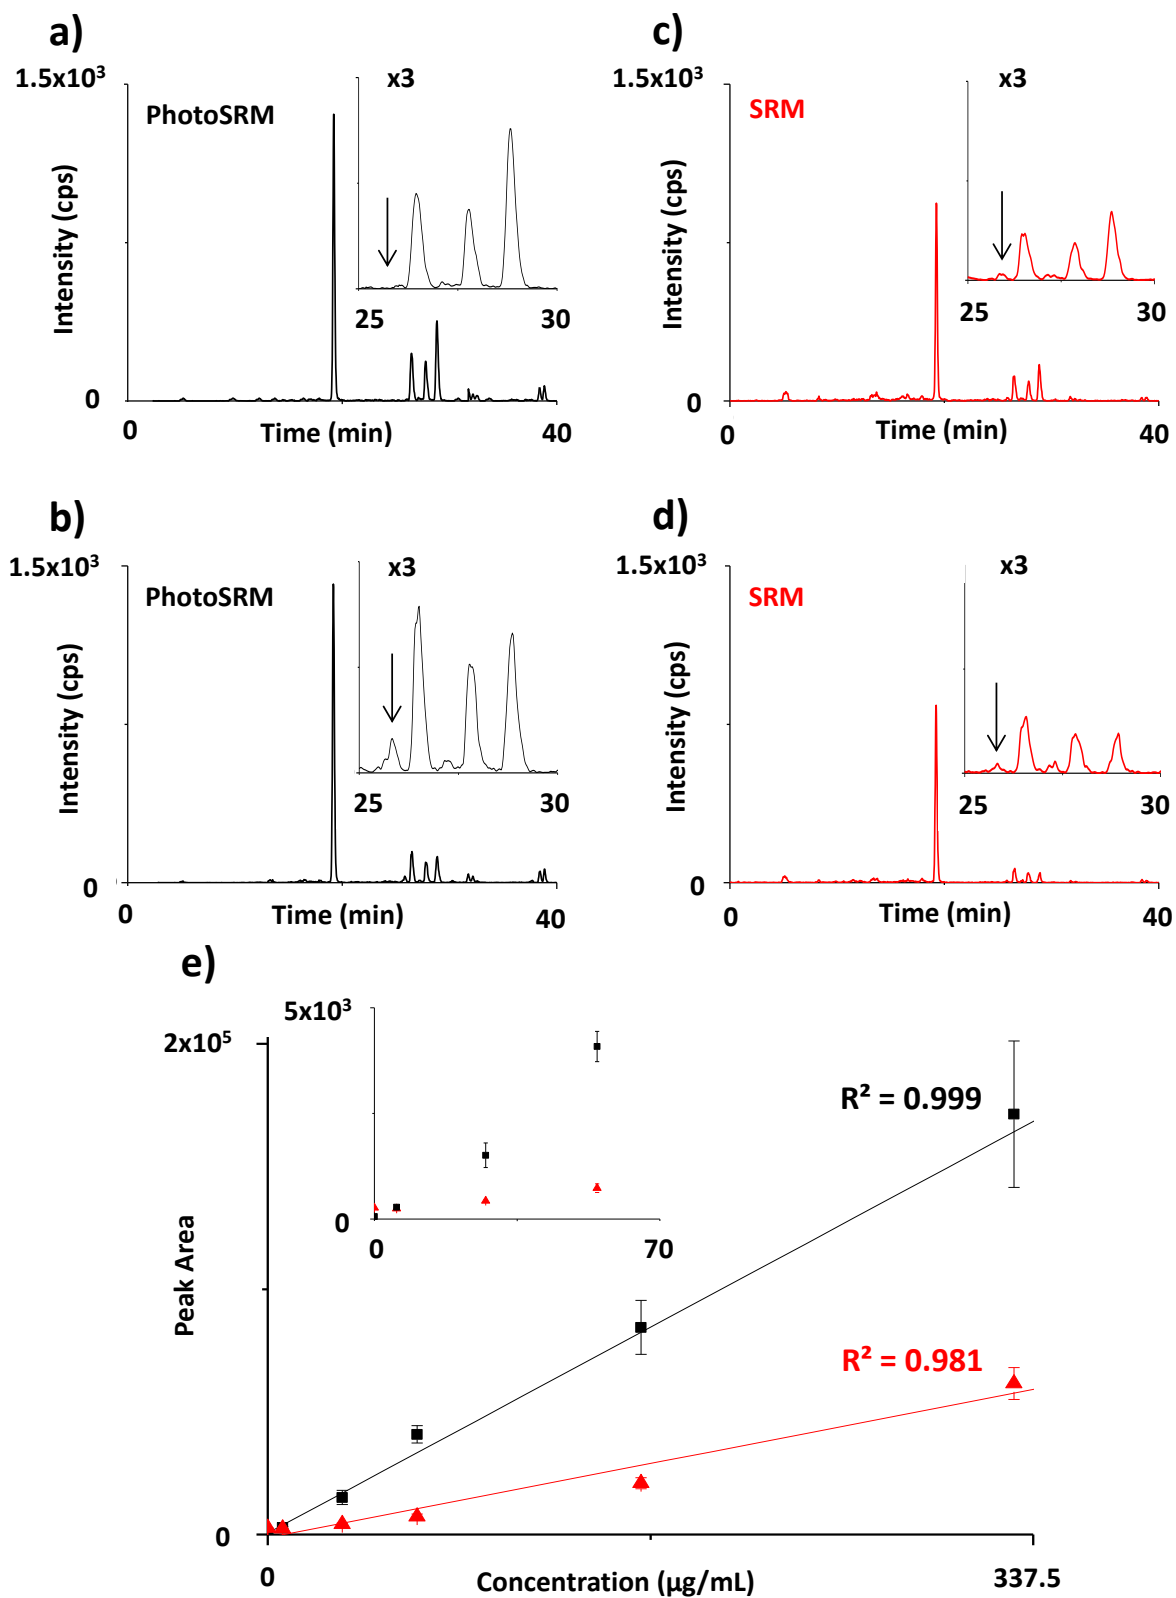 a)
1.5x10³
PhotoSRM
x3
Intensity (cps)
25
30
0
0
Time (min)
40
c)
1.5x10³
SRM
x3
Intensity (cps)
25
30
0
0
Time (min)
40
b)
1.5x10³
PhotoSRM
x3
Intensity (cps)
25
30
0
0
Time (min)
40
d)
1.5x10³
SRM
x3
Intensity (cps)
25
30
0
0
Time (min)
40
e)
5x10³
2x10⁵
R² = 0.999
0
0
70
Peak Area
R² = 0.981
0
0
Concentration (µg/mL)
337.5